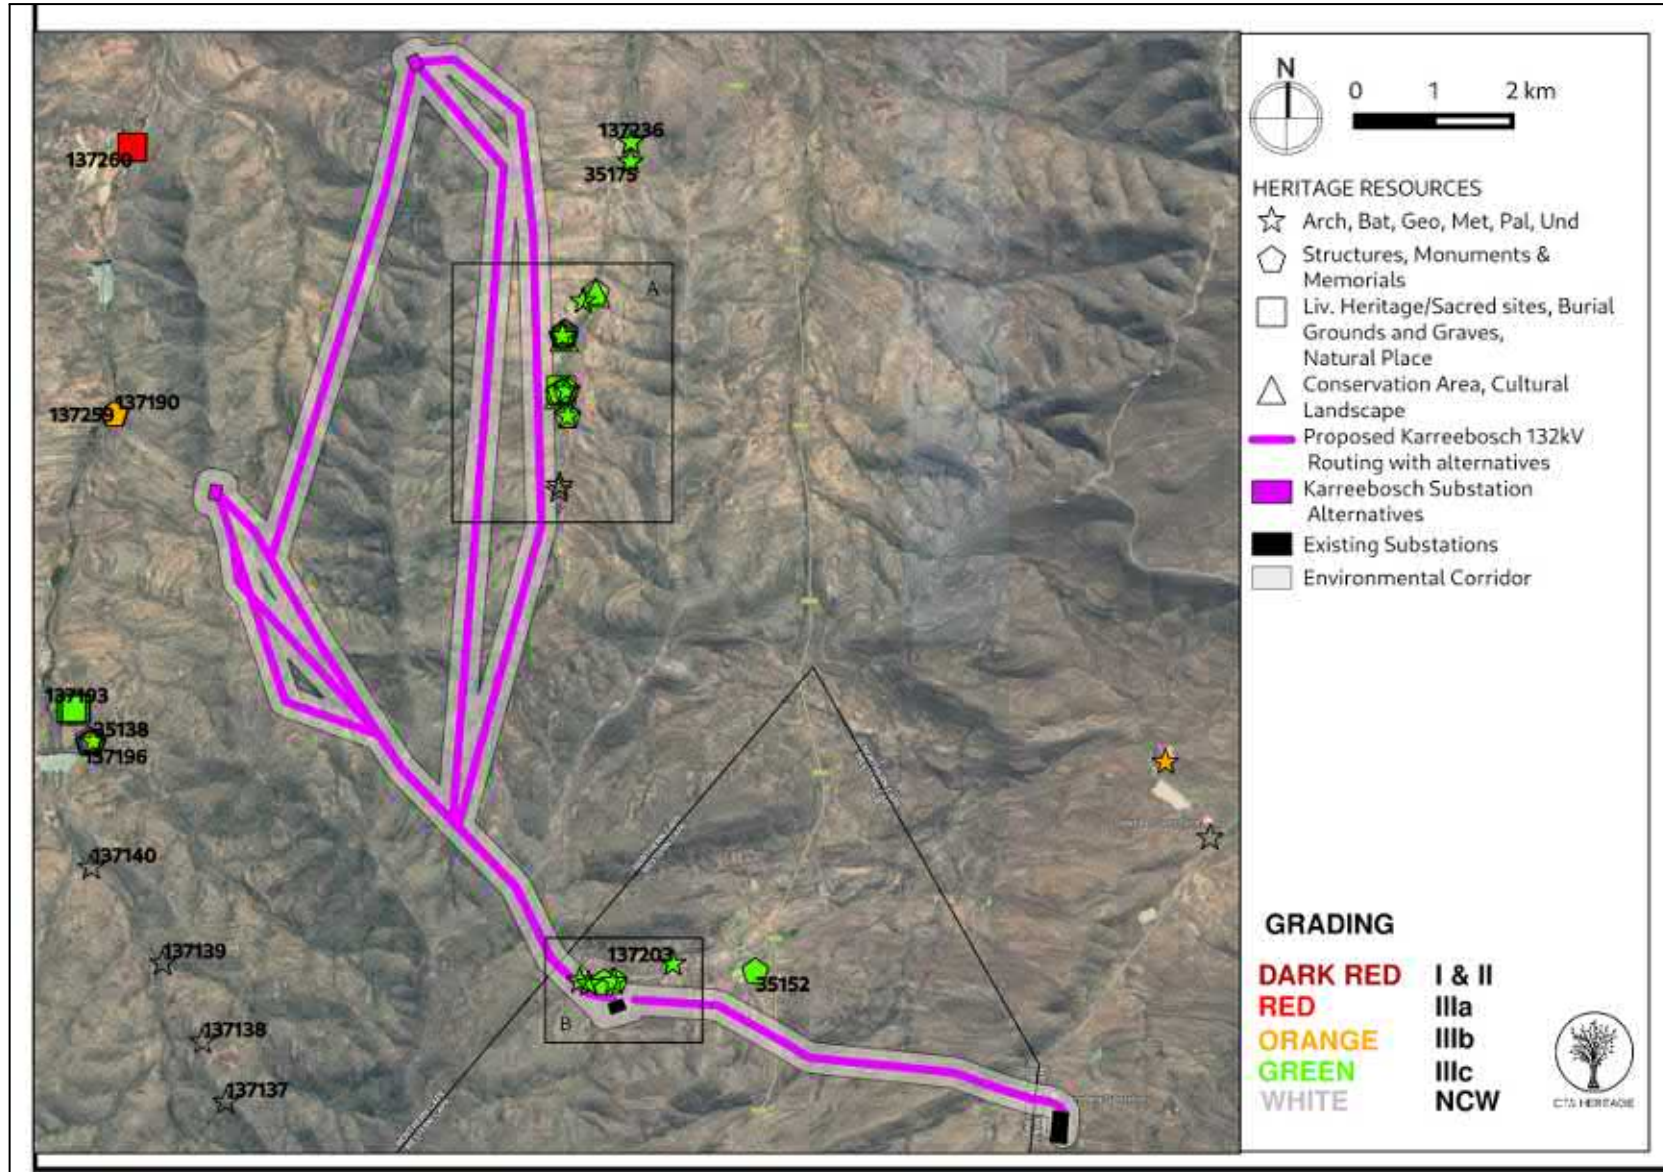 N
0 1 2 km
HERITAGE RESOURCES
Arch, Bat, Geo, Met, Pal, Und
Structures, Monuments &
Memorials
Liv. Heritage/Sacred sites, Burial
Grounds and Graves,
Natural Place
Conservation Area, Cultural
Landscape
Proposed Karreebosch 132kV
Routing with alternatives
Karreebosch Substation
Alternatives
Existing Substations
Environmental Corridor
GRADING
DARK RED I & II
RED IIIa
ORANGE IIIb
GREEN IIIc
WHITE NCW
CTS HERITAGE
137236
137260
35175
A
137259
137190
137193
35138
137196
137140
137139
137203
35152
B
137138
137137